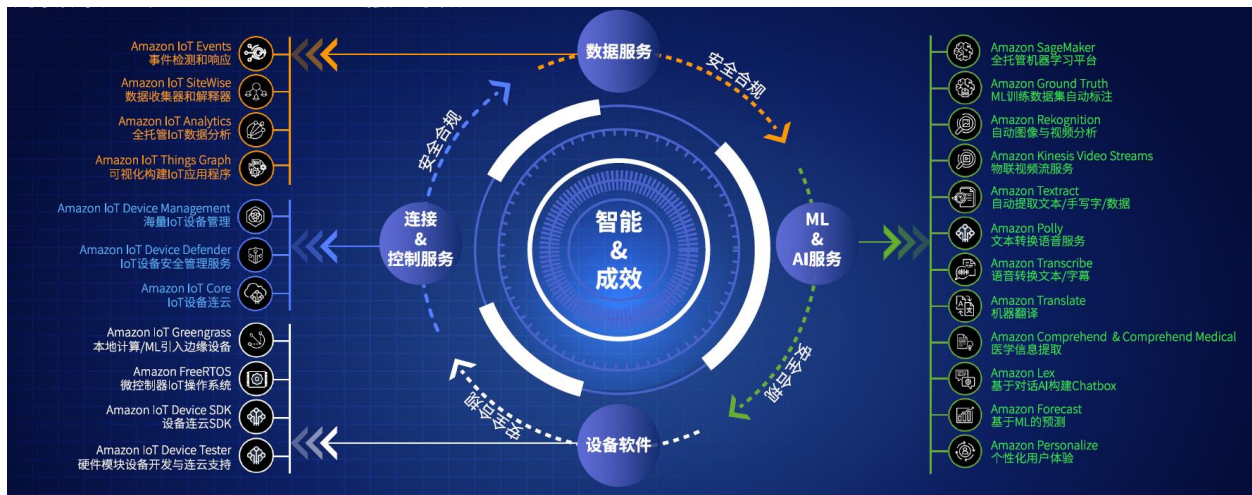 Amazon IoT Events
事件检测和响应
Amazon IoT SiteWise
数据收集器和解释器
Amazon IoT Analytics
全托管IoT数据分析
Amazon IoT Things Graph
可视化构建IoT应用程序
Amazon IoT Device Management
海量IoT设备管理
Amazon IoT Device Defender
IoT设备安全管理服务
Amazon IoT Core
IoT设备连云
Amazon IoT Greengrass
本地计算/ML引入边缘设备
Amazon FreeRTOS
微控制器IoT操作系统
Amazon IoT Device SDK
设备连云SDK
Amazon IoT Device Tester
硬件模块设备开发与连云支持
数据服务
安全合规
安全合规
连接
&
控制服务
智能
&
成效
ML
&
AI服务
安全合规
安全合规
设备软件
Amazon SageMaker
全托管机器学习平台
Amazon Ground Truth
ML训练数据集自动标注
Amazon Rekognition
自动图像与视频分析
Amazon Kinesis Video Streams
物联视频流服务
Amazon Textract
自动提取文本/手写字/数据
Amazon Polly
文本转换语音服务
Amazon Transcribe
语音转换文本/字幕
Amazon Translate
机器翻译
Amazon Comprehend & Comprehend Medical
医学信息提取
Amazon Lex
基于对话AI构建Chatbox
Amazon Forecast
基于ML的预测
Amazon Personalize
个性化用户体验